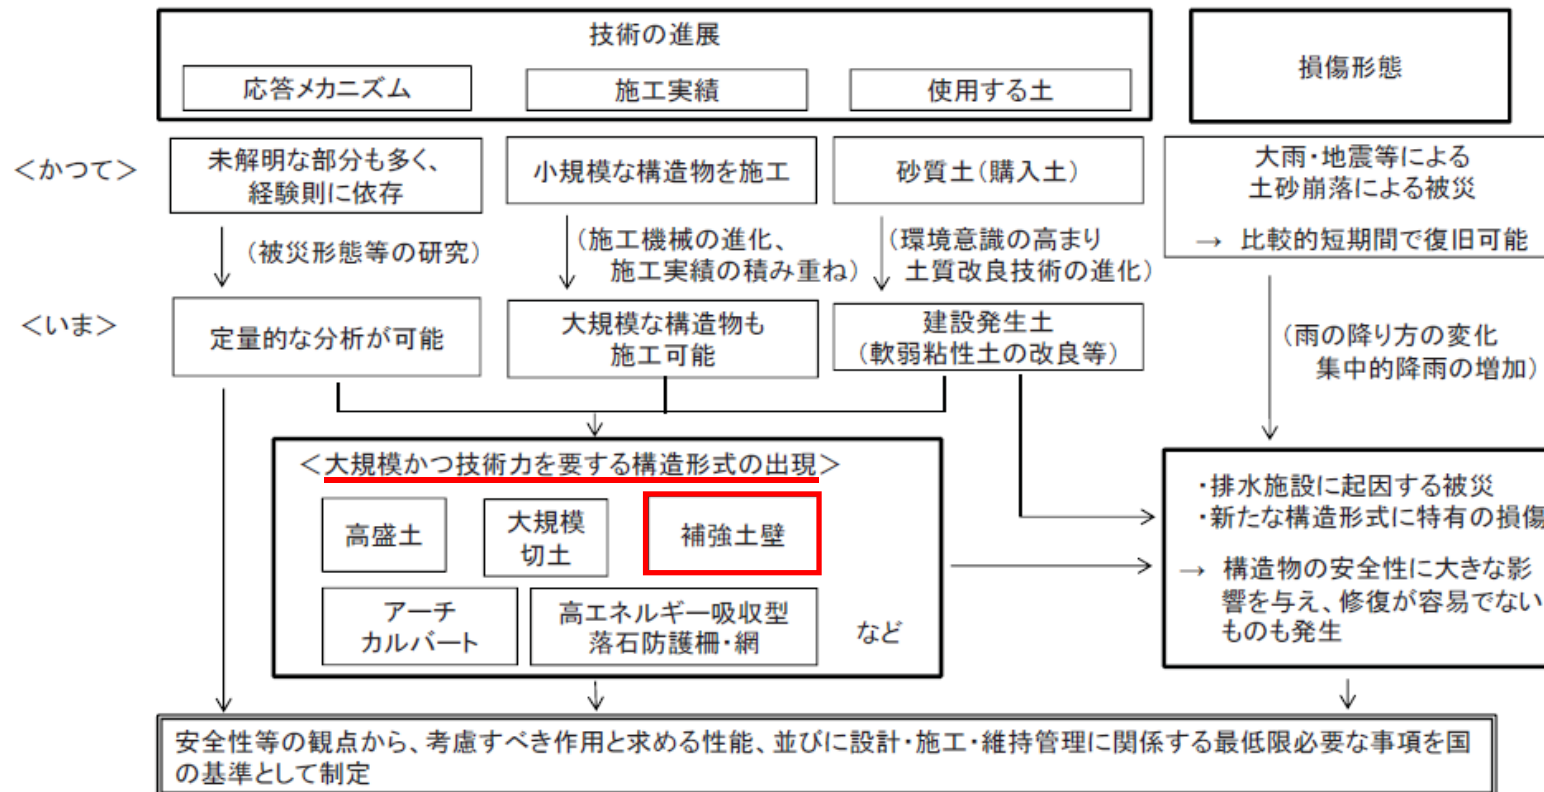 技術の進展
応答メカニズム
施工実績
使用する土
損傷形態
＜かつて＞
未解明な部分も多く、
経験則に依存
小規模な構造物を施工
砂質土（購入土）
大雨・地震等による
土砂崩落による被災
→ 比較的短期間で復旧可能
（被災形態等の研究）
（施工機械の進化、
施工実績の積み重ね）
（環境意識の高まり
土質改良技術の進化）
＜いま＞
定量的な分析が可能
大規模な構造物も
施工可能
建設発生土
（軟弱粘性土の改良等）
（雨の降り方の変化
集中的降雨の増加）
＜大規模かつ技術力を要する構造形式の出現＞
高盛土
大規模
切土
補強土壁
アーチ
カルバート
高エネルギー吸収型
落石防護柵・網
など
・排水施設に起因する被災
・新たな構造形式に特有の損傷
→ 構造物の安全性に大きな影
響を与え、修復が容易でない
ものも発生
安全性等の観点から、考慮すべき作用と求める性能、並びに設計・施工・維持管理に関係する最低限必要な事項を国
の基準として制定